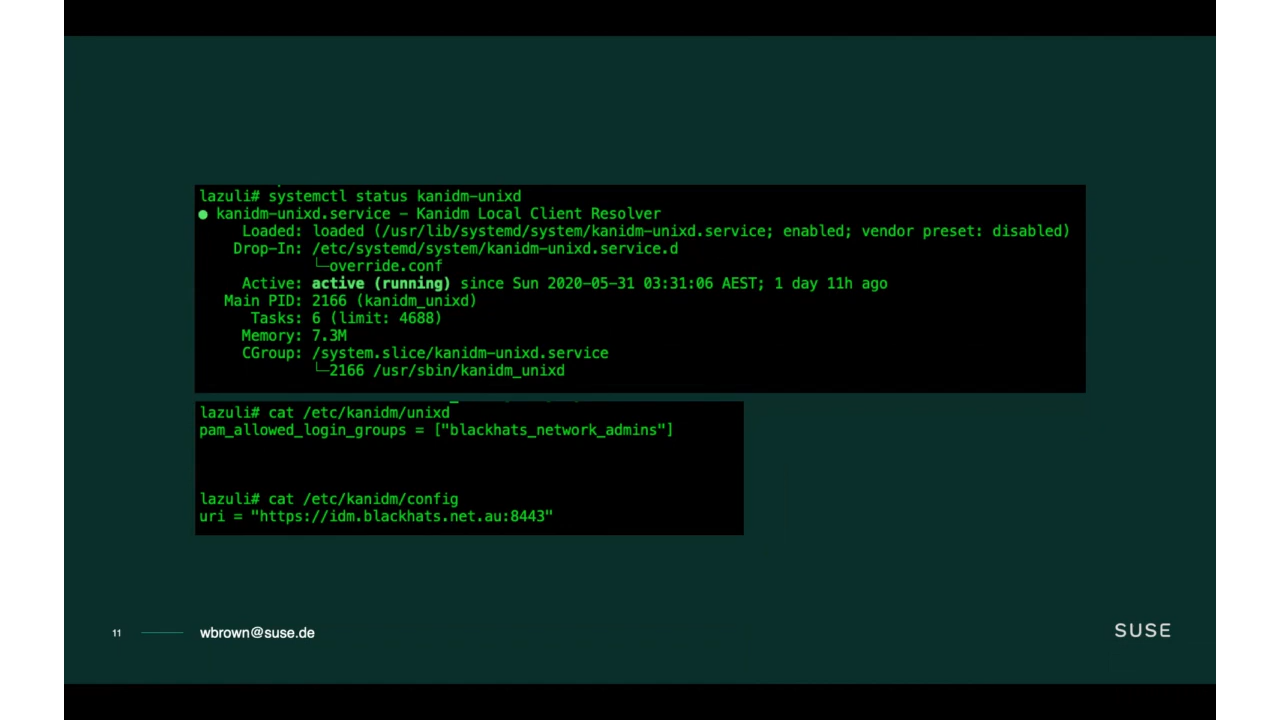 lazuli# systemctl status kanidm-unixd
● kanidm-unixd.service - Kanidm Local Client Resolver
Loaded: loaded (/usr/lib/systemd/system/kanidm-unixd.service; enabled; vendor preset: disabled)
Drop-In: /etc/systemd/system/kanidm-unixd.service.d
└─override.conf
Active: active (running) since Sun 2020-05-31 03:31:06 AEST; 1 day 11h ago
Main PID: 2166 (kanidm_unixd)
Tasks: 6 (limit: 4688)
Memory: 7.3M
CGroup: /system.slice/kanidm-unixd.service
└─2166 /usr/sbin/kanidm_unixd
lazuli# cat /etc/kanidm/unixd
pam_allowed_login_groups = ["blackhats_network_admins"]
lazuli# cat /etc/kanidm/config
uri = "https://idm.blackhats.net.au:8443"
11
wbrown@suse.de
SUSE